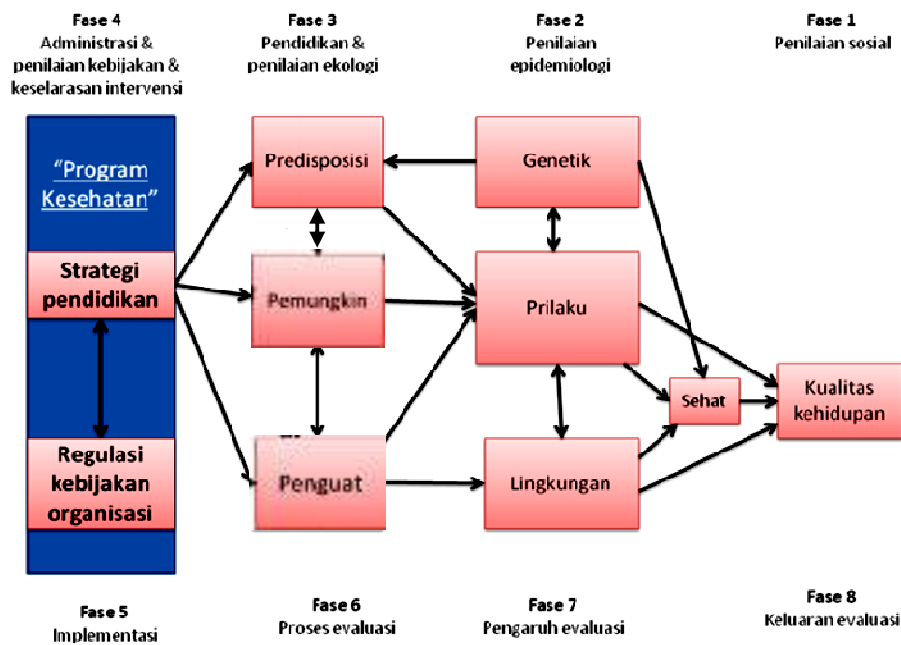 Fase 4
Administrasi &
penilaian kebijakan &
keselarasan intervensi
Fase 3
Pendidikan &
penilaian ekologi
Fase 2
Penilaian
epidemiologi
Fase 1
Penilaian sosial
"Program
Kesehatan"
Strategi
pendidikan
Regulasi
kebijakan
organisasi
Predisposisi
Pemungkin
Penguat
Genetik
Prilaku
Lingkungan
Sehat
Kualitas
kehidupan
Fase 5
Implementasi
Fase 6
Proses evaluasi
Fase 7
Pengaruh evaluasi
Fase 8
Keluaran evaluasi